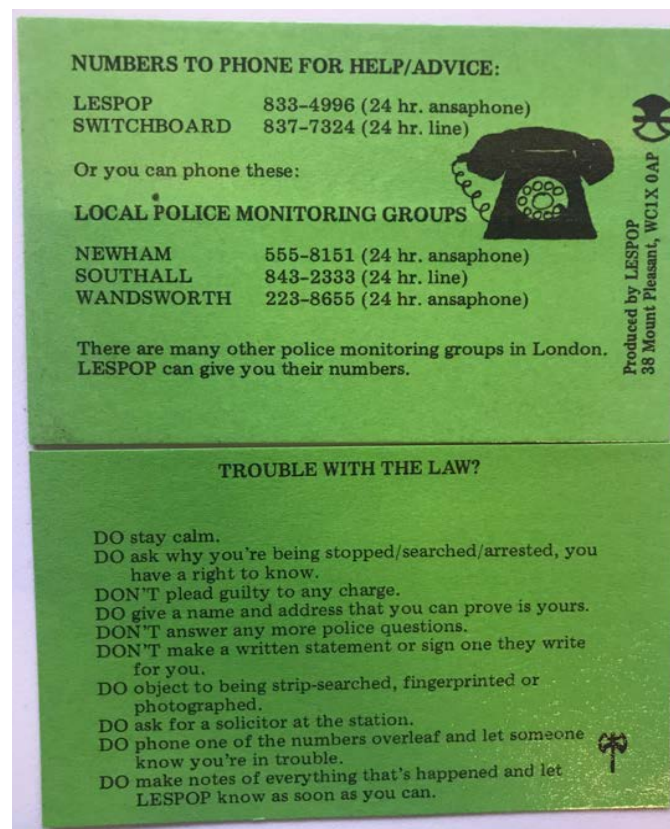 NUMBERS TO PHONE FOR HELP/ADVICE:
LESPOP 833-4996 (24 hr. ansaphone)
SWITCHBOARD 837-7324 (24 hr. line)
Or you can phone these:
LOCAL POLICE MONITORING GROUPS
NEWHAM 555-8151 (24 hr. ansaphone)
SOUTHALL 843-2333 (24 hr. line)
WANDSWORTH 223-8655 (24 hr. ansaphone)
There are many other police monitoring groups in London.
LESPOP can give you their numbers.
Produced by LESPOP
38 Mount Pleasant, WC1X 0AP
TROUBLE WITH THE LAW?
DO stay calm.
DO ask why you're being stopped/searched/arrested, you
have a right to know.
DON'T plead guilty to any charge.
DO give a name and address that you can prove is yours.
DON'T answer any more police questions.
DON'T make a written statement or sign one they write
for you.
DO object to being strip-searched, fingerprinted or
photographed.
DO ask for a solicitor at the station.
DO phone one of the numbers overleaf and let someone
know you're in trouble.
DO make notes of everything that's happened and let
LESPOP know as soon as you can.